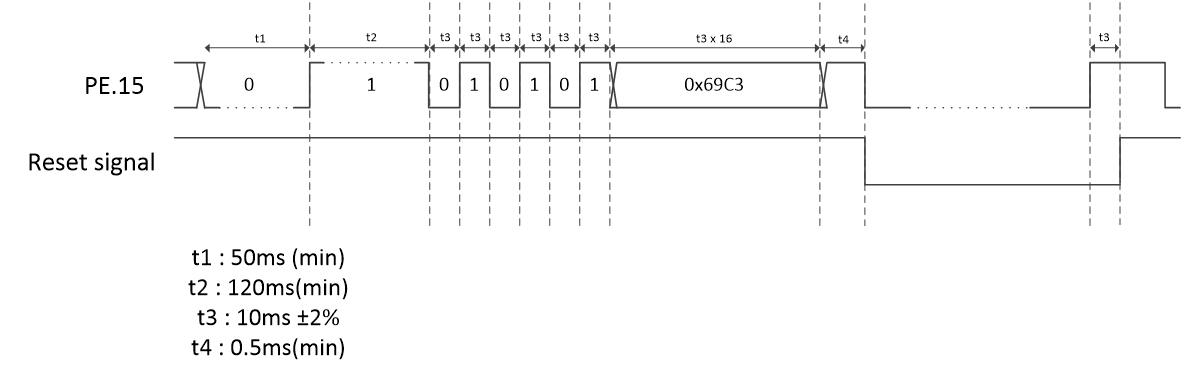 t1 t2 t3 t3 t3 t3 t3 t3 t3 x 16 t4 t3
PE.15 0 1 0 1 0 1 0 1 0x69C3
Reset signal
t1 : 50ms (min)
t2 : 120ms(min)
t3 : 10ms ±2%
t4 : 0.5ms(min)